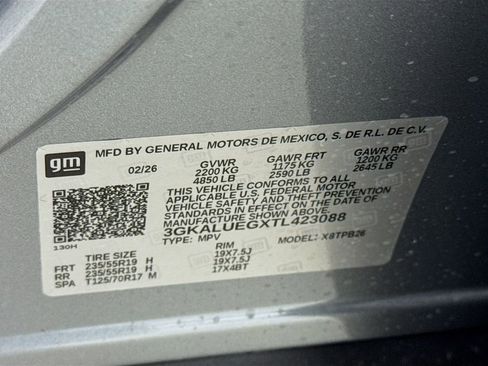 gm
MFD BY GENERAL MOTORS DE MEXICO, S. DE R.L. DE C.V.
02/26 GVWR GAWR FRT GAWR RR
2200 KG 1175 KG 1200 KG
4850 LB 2590 LB 2645 LB
THIS VEHICLE CONFORMS TO ALL
APPLICABLE U.S. FEDERAL MOTOR
VEHICLE SAFETY AND THEFT PREVENTION
STANDARDS IN EFFECT ON THE DATE OF
MANUFACTURE SHOWN ABOVE.
3GKALUEGXTL423088
TYPE: MPV MODEL: X8TPB26
130H
TIRE SIZE RIM
FRT 235/55R19 H 19X7.5J
RR 235/55R19 H 19X7.5J
SPA T125/70R17 M 17X4BT